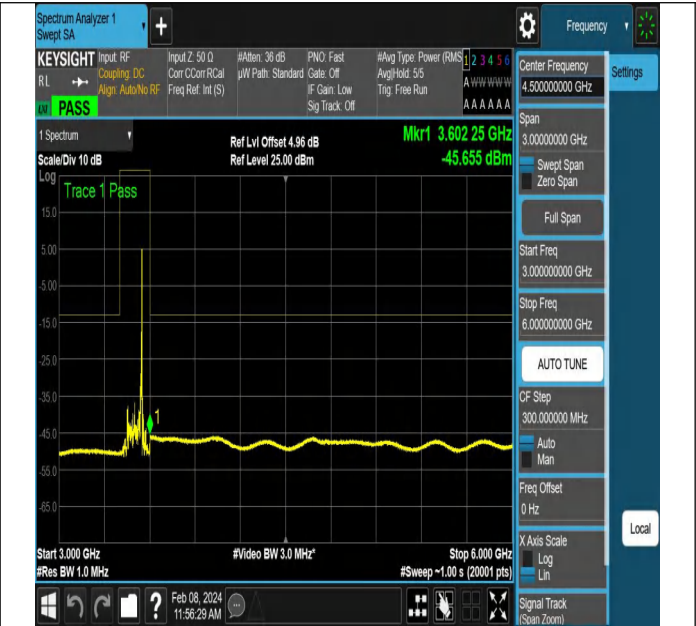 Spectrum Analyzer 1
Swept SA
+
Frequency
KEYSIGHT
Input: RF
Coupling: DC
Align: Auto/No RF
Input Z: 50 Ω
Corr CCorr RCal
Freq Ref: Int (S)
#Atten: 36 dB
µW Path: Standard
PNO: Fast
Gate: Off
IF Gain: Low
Sig Track: Off
#Avg Type: Power (RMS
Avg|Hold: 5/5
Trig: Free Run
1 2 3 4 5 6
A W W W W W
A A A A A A
RL
PASS
1 Spectrum
Scale/Div 10 dB
Ref Lvl Offset 4.96 dB
Ref Level 25.00 dBm
Mkr1 3.602 25 GHz
-45.655 dBm
Log
Trace 1 Pass
15.0
5.00
-5.00
-15.0
-25.0
-35.0
-45.0
-55.0
-65.0
1
Start 3.000 GHz
#Res BW 1.0 MHz
#Video BW 3.0 MHz*
Stop 6.000 GHz
#Sweep ~1.00 s (20001 pts)
Center Frequency
4.500000000 GHz
Settings
Span
3.00000000 GHz
Swept Span
Zero Span
Full Span
Start Freq
3.000000000 GHz
Stop Freq
6.000000000 GHz
AUTO TUNE
CF Step
300.000000 MHz
Auto
Man
Freq Offset
0 Hz
X Axis Scale
Log
Lin
Signal Track
(Span Zoom)
Local
?
Feb 08, 2024
11:56:29 AM